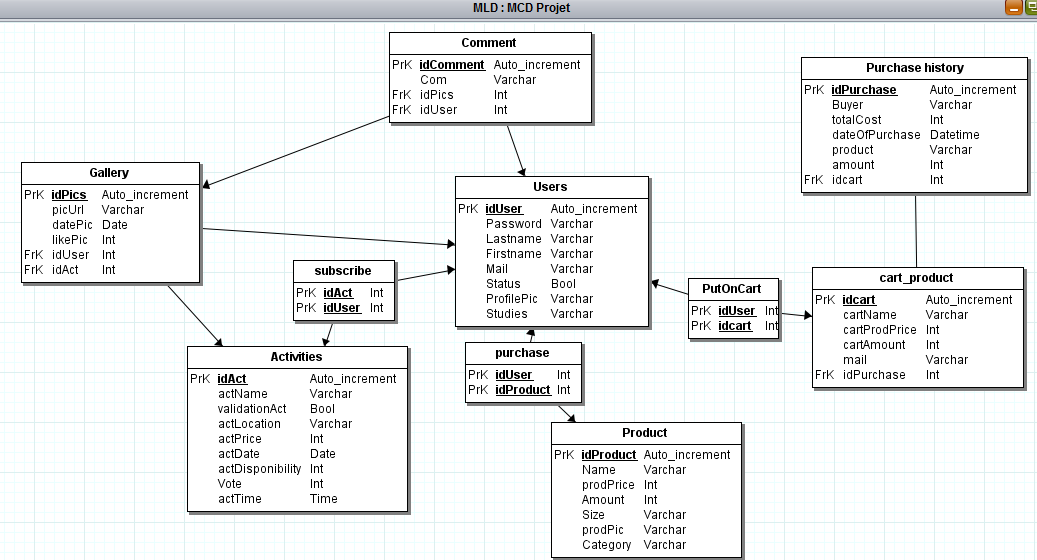 MLD : MCD Projet
Comment
PrK idComment Auto_increment
Com Varchar
FrK idPics Int
FrK idUser Int
Purchase history
PrK idPurchase Auto_increment
Buyer Varchar
totalCost Int
dateOfPurchase Datetime
product Varchar
amount Int
FrK idcart Int
Gallery
PrK idPics Auto_increment
picUrl Varchar
datePic Date
likePic Int
FrK idUser Int
FrK idAct Int
Users
PrK idUser Auto_increment
Password Varchar
Lastname Varchar
Firstname Varchar
Mail Varchar
Status Bool
ProfilePic Varchar
Studies Varchar
subscribe
PrK idAct Int
PrK idUser Int
PutOnCart
PrK idUser Int
PrK idcart Int
cart_product
PrK idcart Auto_increment
cartName Varchar
cartProdPrice Int
cartAmount Int
mail Varchar
FrK idPurchase Int
Activities
PrK idAct Auto_increment
actName Varchar
validationAct Bool
actLocation Varchar
actPrice Int
actDate Date
actDisponibility Int
Vote Int
actTime Time
purchase
PrK idUser Int
PrK idProduct Int
Product
PrK idProduct Auto_increment
Name Varchar
prodPrice Int
Amount Int
Size Varchar
prodPic Varchar
Category Varchar